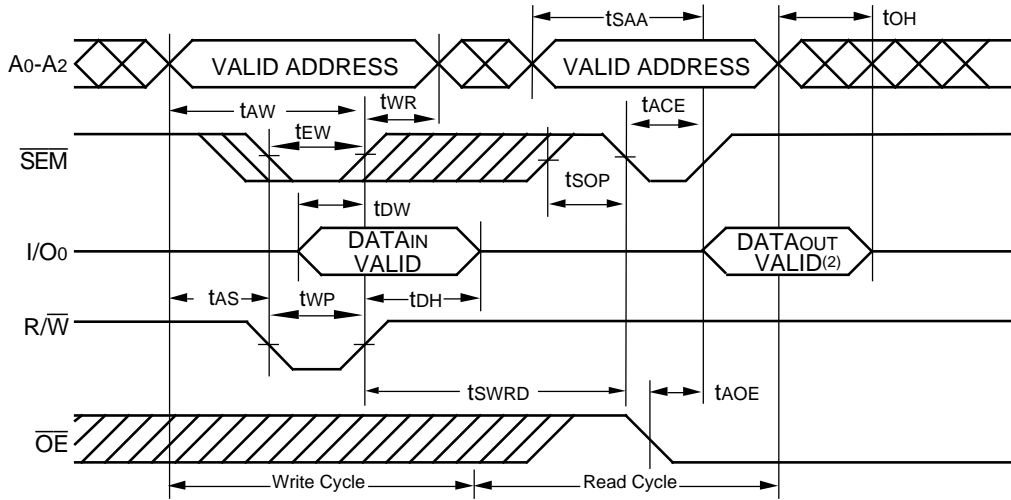 tSAA
tOH
A0-A2
VALID ADDRESS
VALID ADDRESS
tAW
tWR
tACE
tEW
SEM
tSOP
tDW
I/O0
DATAIN
VALID
DATAOUT
VALID(2)
tAS
tWP
tDH
R/W
tSWRD
tAOE
OE
Write Cycle
Read Cycle